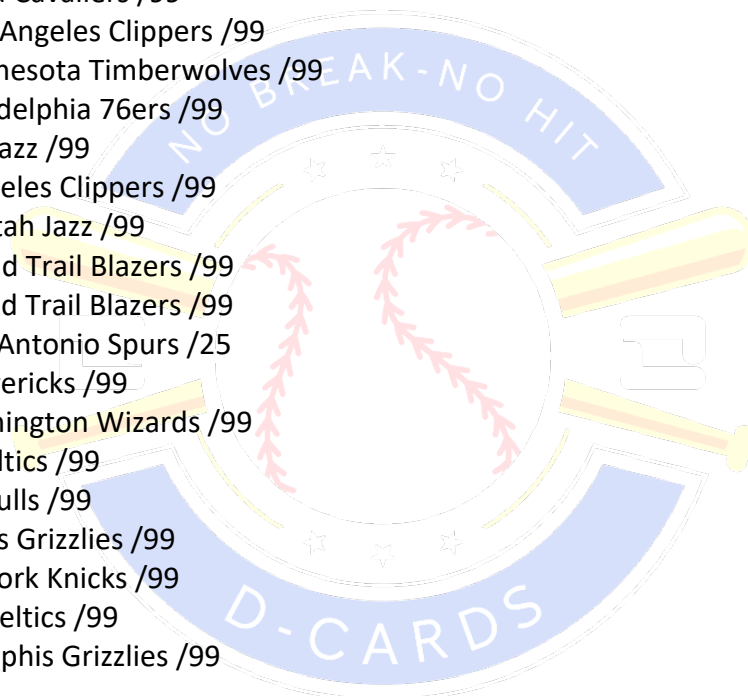 Cavaliers /99
Angeles Clippers /99
nesota Timberwolves /99
delphia 76ers /99
azz /99
eles Clippers /99
tah Jazz /99
d Trail Blazers /99
d Trail Blazers /99
Antonio Spurs /25
ericks /99
ington Wizards /99
ltics /99
ulls /99
s Grizzlies /99
ork Knicks /99
eltics /99
phis Grizzlies /99
NO BREAK-NO HIT
D-CARDS